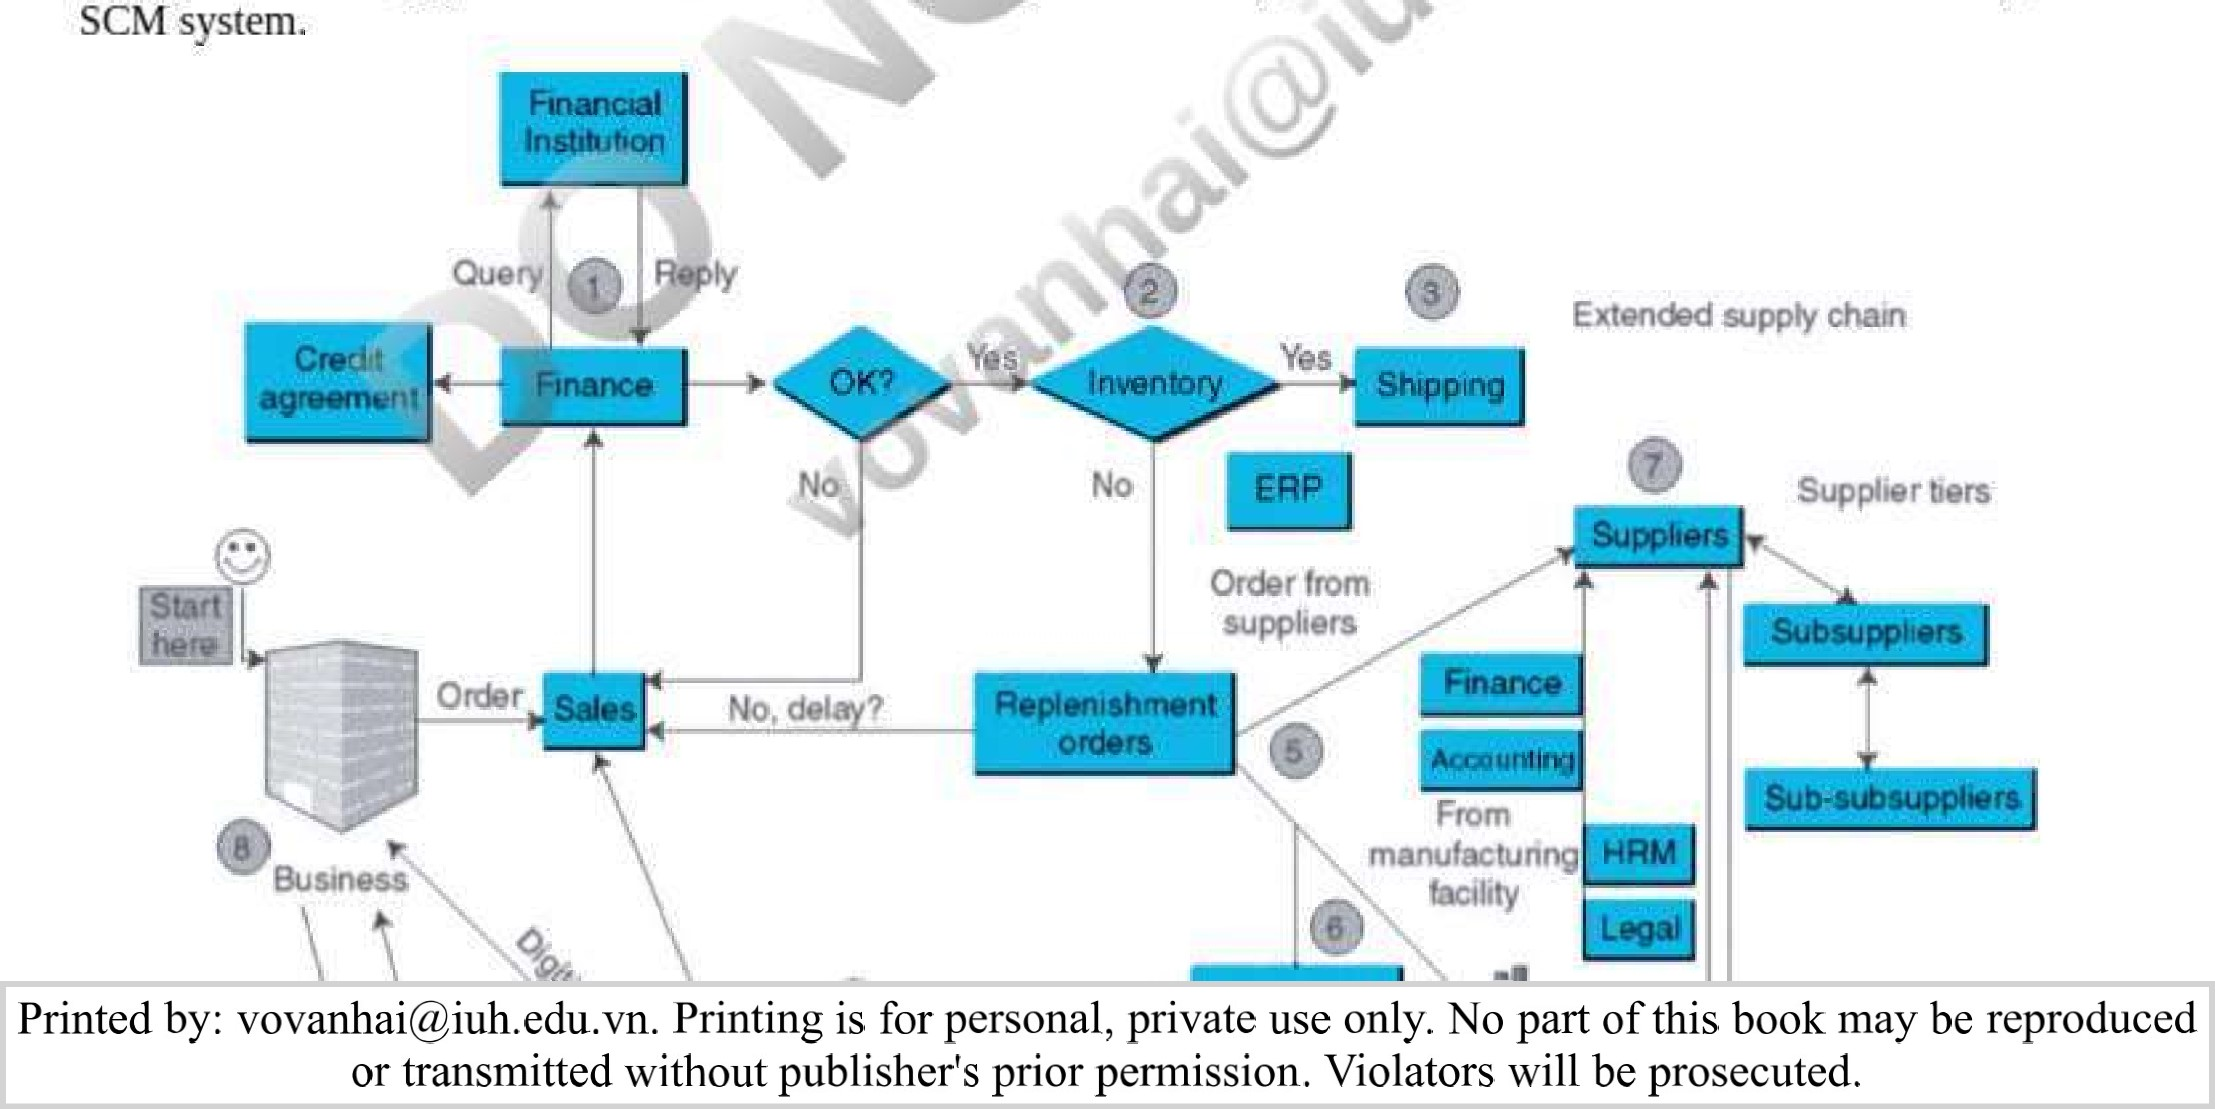 SCM system.
Financial
Institution
Query
1
Reply
2
3
Extended supply chain
Credit
agreement
Finance
OK?
Yes
Inventory
Yes
Shipping
No
No
ERP
7
Supplier tiers
Suppliers
Start
here
Order from
suppliers
Subsuppliers
Order
Sales
No, delay?
Replenishment
orders
5
Finance
Accounting
Sub-subsuppliers
From
manufacturing
facility
HRM
Legal
8
Business
6
vovanhai@iu
DO
Printed by: vovanhai@iuh.edu.vn. Printing is for personal, private use only. No part of this book may be reproduced
or transmitted without publisher's prior permission. Violators will be prosecuted.